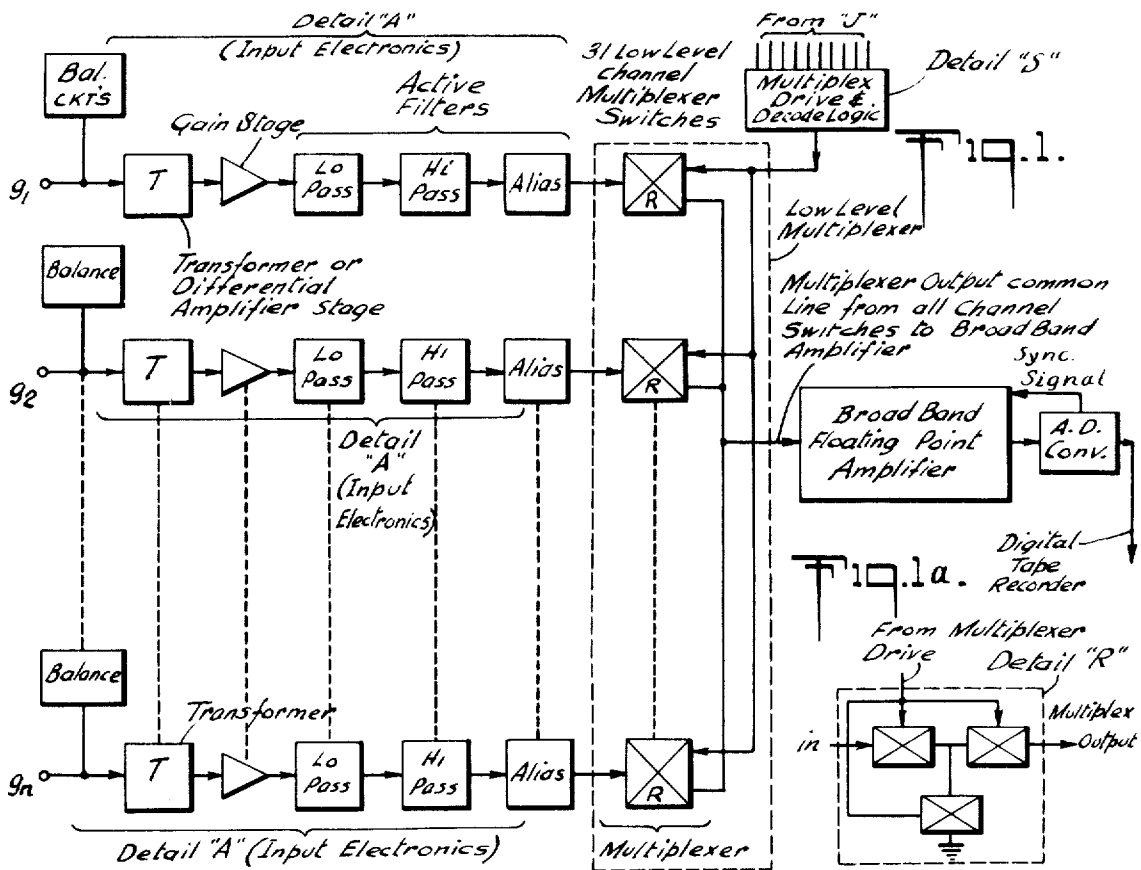 Detail "A"
(Input Electronics)
From "J"
31 Low Level
Channel
Multiplexer
Switches
Detail "S"
Bal.
CKT'S
Active
Filters
Multiplex
Drive &
Decode Logic
Gain Stage
Fig. 1.
g1
T
Lo
Pass
Hi
Pass
Alias
R
Low Level
Multiplexer
Balance
Transformer or
Differential
Amplifier Stage
Multiplexer Output common
Line from all Channel
Switches to Broad Band
Amplifier
g2
T
Lo
Pass
Hi
Pass
Alias
R
Sync.
Signal
Broad Band
Floating Point
Amplifier
A.D.
Conv.
Detail
"A"
(Input
Electronics)
Digital
Tape
Recorder
Fig. 1a.
From Multiplexer
Drive
Detail "R"
Balance
Transformer
gn
T
Lo
Pass
Hi
Pass
Alias
R
in
Multiplex
Output
Detail "A" (Input Electronics)
Multiplexer